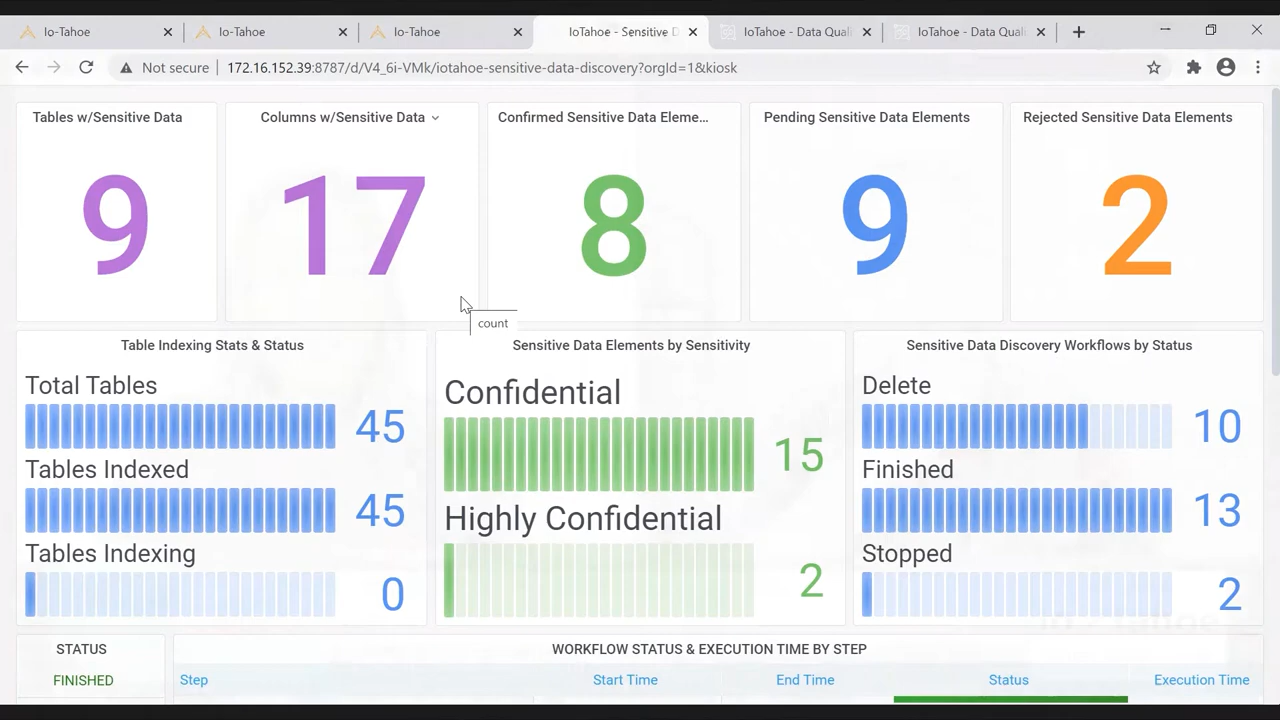 Io-Tahoe
Io-Tahoe
Io-Tahoe
IoTahoe - Sensitive D
IoTahoe - Data Quali
IoTahoe - Data Quali
Not secure
172.16.152.39:8787/d/V4_6i-VMk/iotahoe-sensitive-data-discovery?orgId=1&kiosk
Tables w/Sensitive Data
Columns w/Sensitive Data
Confirmed Sensitive Data Eleme...
Pending Sensitive Data Elements
Rejected Sensitive Data Elements
9
17
8
9
2
count
Table Indexing Stats & Status
Total Tables
45
Tables Indexed
45
Tables Indexing
0
Sensitive Data Elements by Sensitivity
Confidential
15
Highly Confidential
2
Sensitive Data Discovery Workflows by Status
Delete
10
Finished
13
Stopped
2
STATUS
FINISHED
WORKFLOW STATUS & EXECUTION TIME BY STEP
Step
Start Time
End Time
Status
Execution Time